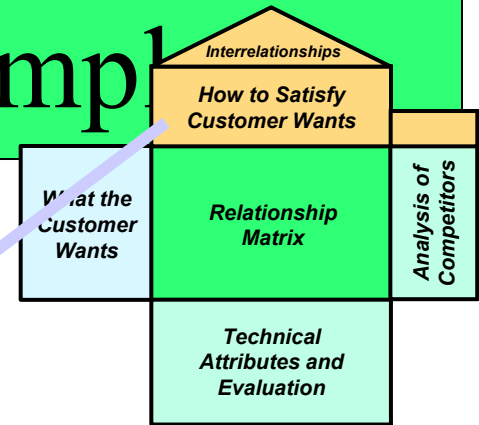 Interrelationships
How to Satisfy
Customer Wants
What the
Customer
Wants
Relationship
Matrix
Analysis of
Competitors
Technical
Attributes and
Evaluation